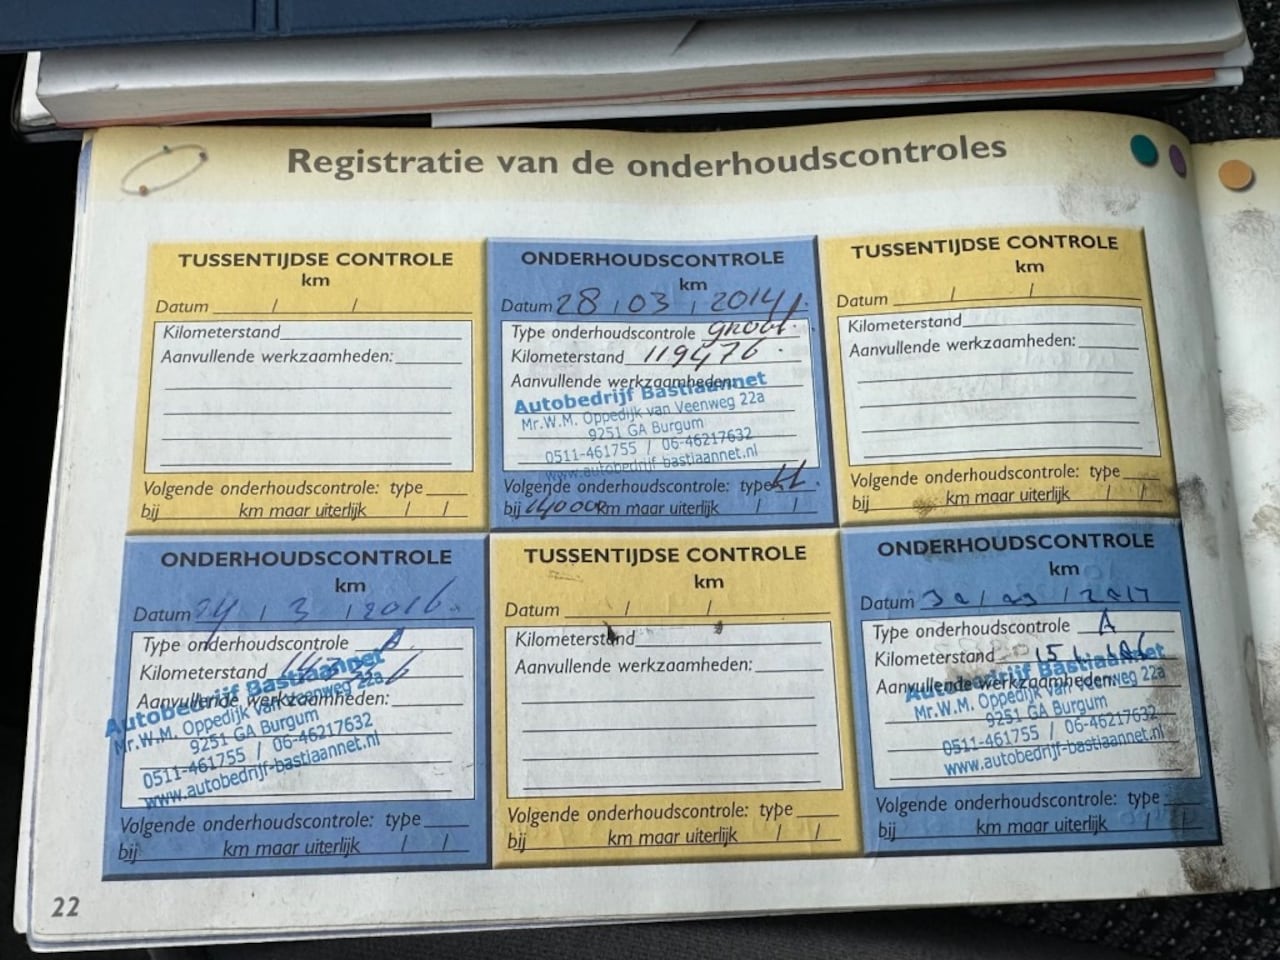 Registratie van de onderhoudscontroles
TUSSENTIJDSE CONTROLE
km
Datum / /
Kilometerstand
Aanvullende werkzaamheden:
Volgende onderhoudscontrole: type
bij km maar uiterlijk / /
ONDERHOUDSCONTROLE
km
Datum 28 / 03 / 2014
Type onderhoudscontrole groot.
Kilometerstand 119476
Aanvullende werkzaamheden:
Autobedrijf Bastiaannet
Mr.W.M. Oppedijk van Veenweg 22a
9251 GA Burgum
0511-461755 / 06-46217632
www.autobedrijf-bastiaannet.nl
Volgende onderhoudscontrole: type
bij 140000 km maar uiterlijk / /
TUSSENTIJDSE CONTROLE
km
Datum / /
Kilometerstand
Aanvullende werkzaamheden:
Volgende onderhoudscontrole: type
bij km maar uiterlijk / /
ONDERHOUDSCONTROLE
km
Datum / 3 / 2016
Type onderhoudscontrole A
Kilometerstand
Aanvullende werkzaamheden:
Autobedrijf Bastiaannet
Mr.W.M. Oppedijk van Veenweg 22a
9251 GA Burgum
0511-461755 / 06-46217632
www.autobedrijf-bastiaannet.nl
Volgende onderhoudscontrole: type
bij km maar uiterlijk / /
TUSSENTIJDSE CONTROLE
km
Datum / /
Kilometerstand
Aanvullende werkzaamheden:
Volgende onderhoudscontrole: type
bij km maar uiterlijk / /
ONDERHOUDSCONTROLE
km
Datum 30 / 03 / 2017
Type onderhoudscontrole A
Kilometerstand
Aanvullende werkzaamheden:
Autobedrijf Bastiaannet
Mr.W.M. Oppedijk van Veenweg 22a
9251 GA Burgum
0511-461755 / 06-46217632
www.autobedrijf-bastiaannet.nl
Volgende onderhoudscontrole: type
bij km maar uiterlijk / /
22